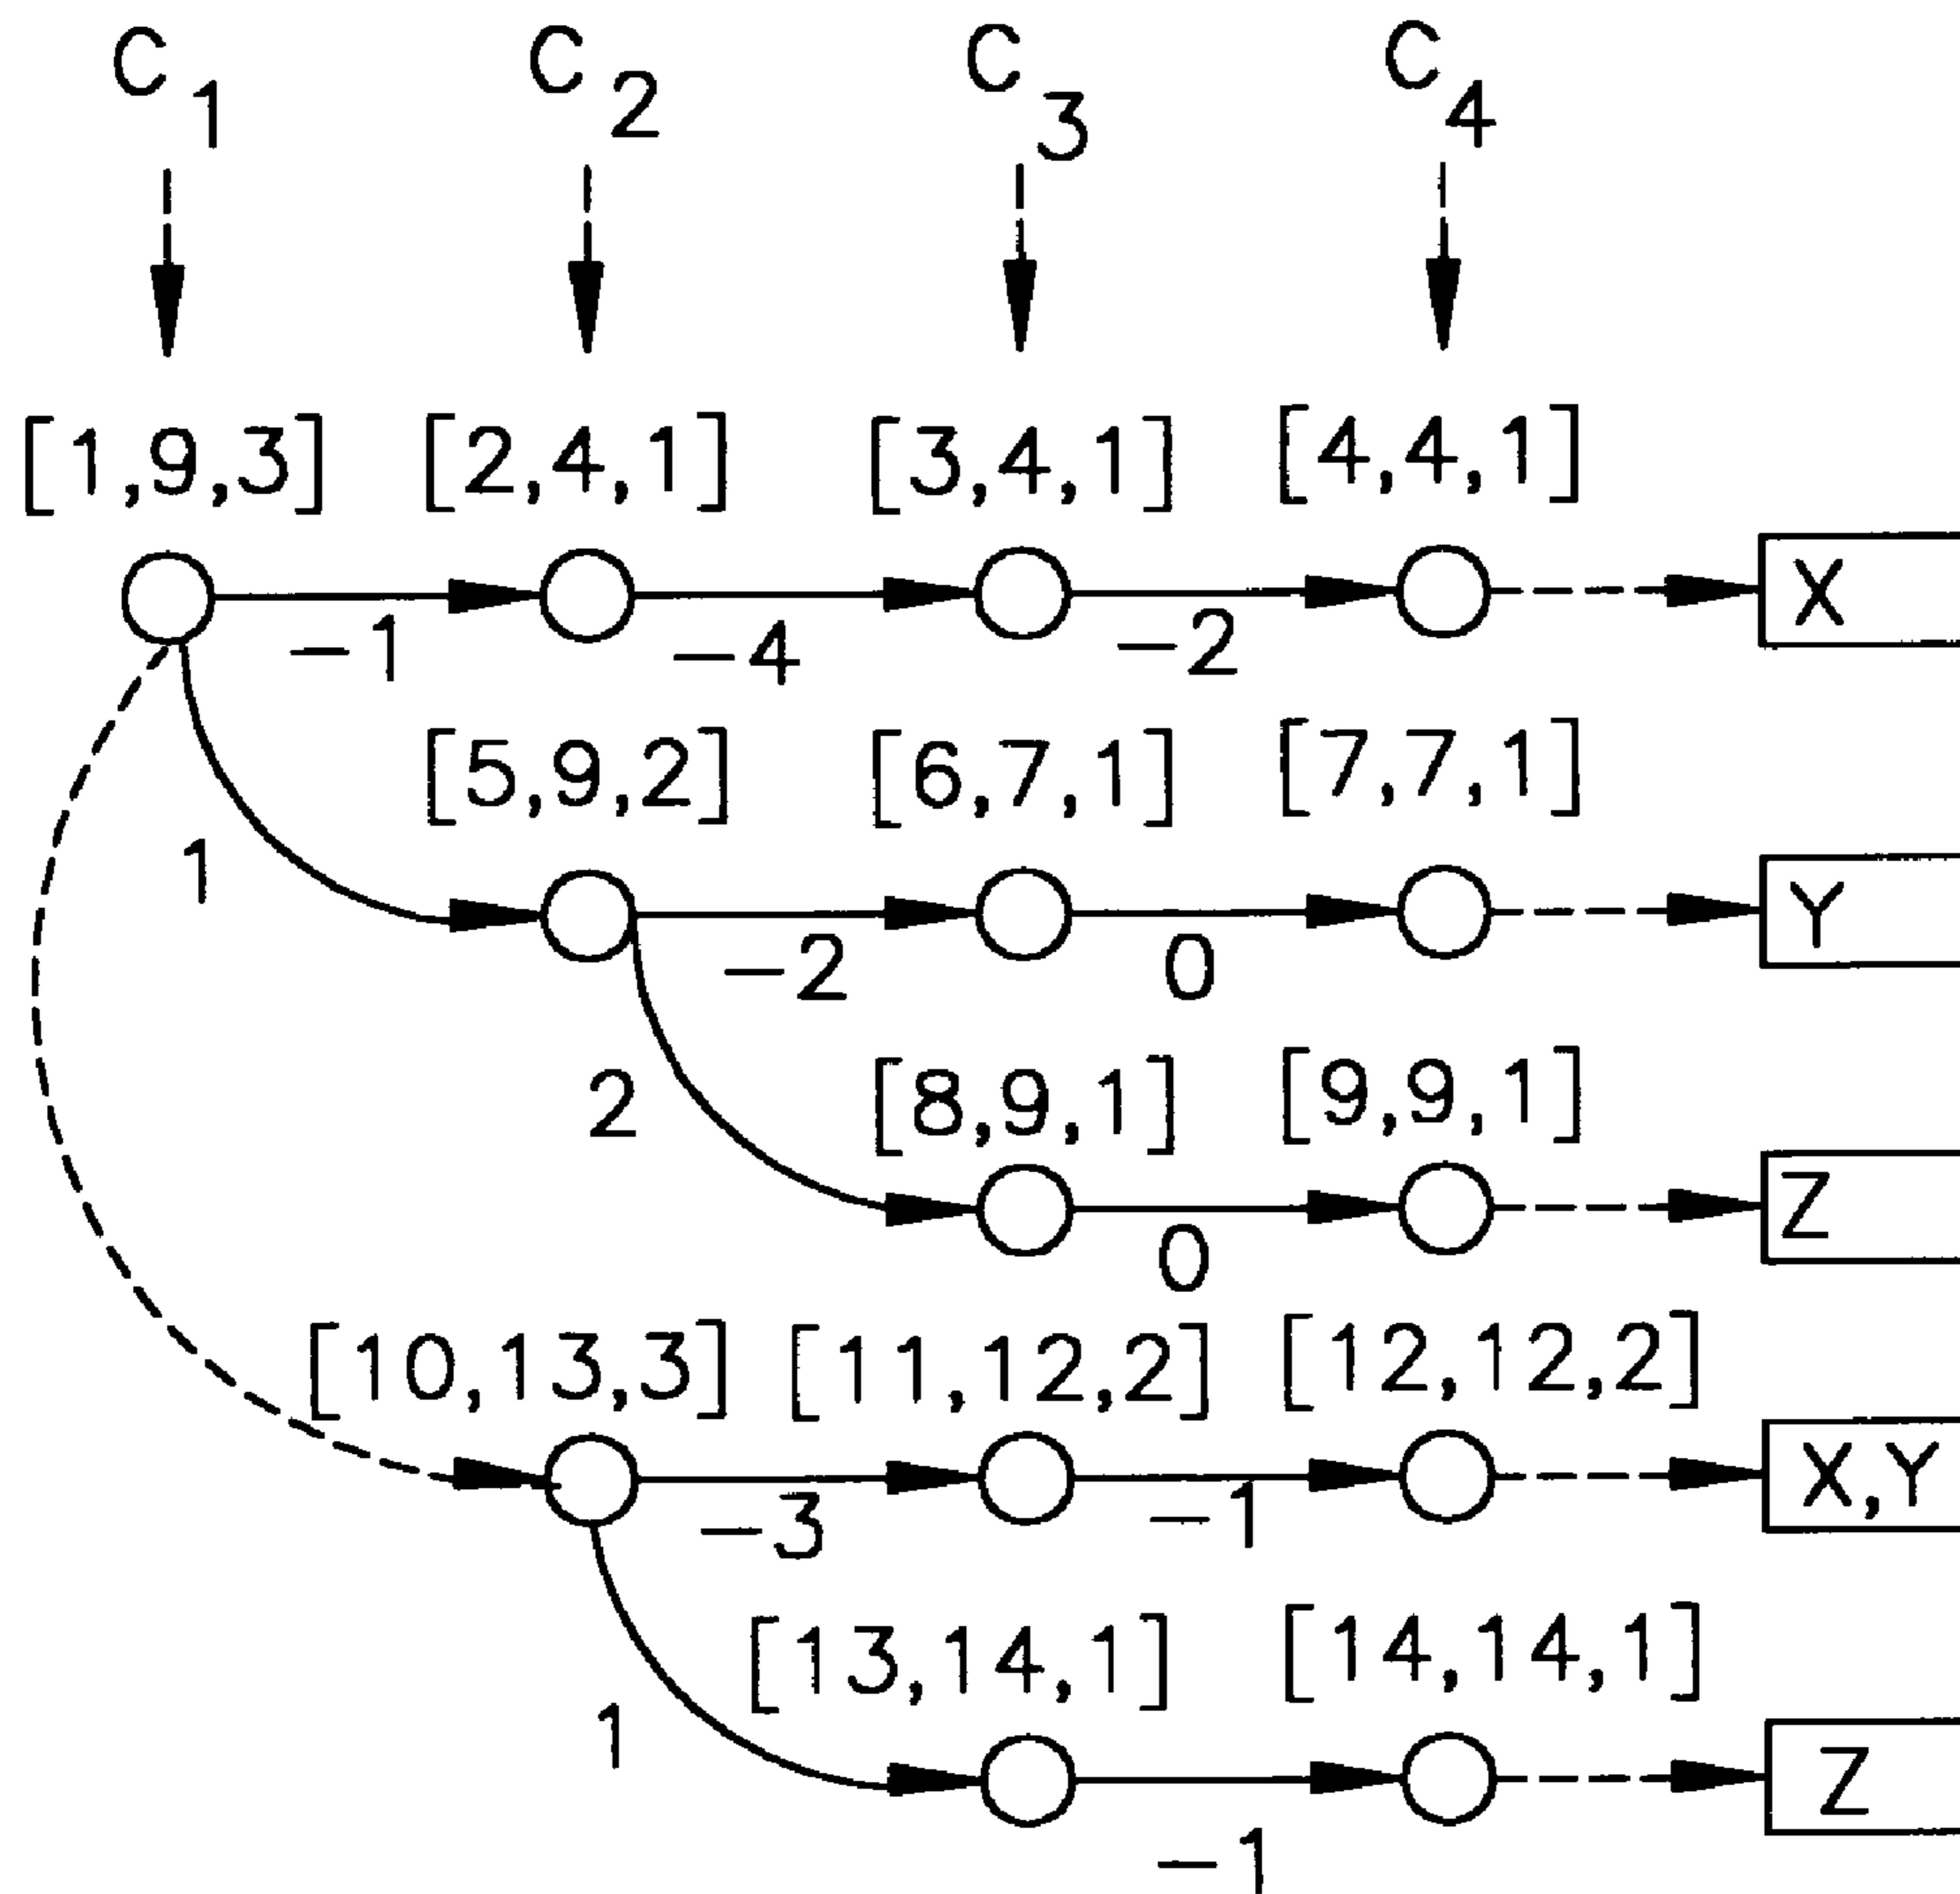 C1 C2 C3 C4
[1,9,3] [2,4,1] [3,4,1] [4,4,1]
X
-1 -4 -2
[5,9,2] [6,7,1] [7,7,1]
1
Y
-2 0
2 [8,9,1] [9,9,1]
Z
0
[10,13,3] [11,12,2] [12,12,2]
X,Y
-3 -1
[13,14,1] [14,14,1]
1
Z
-1